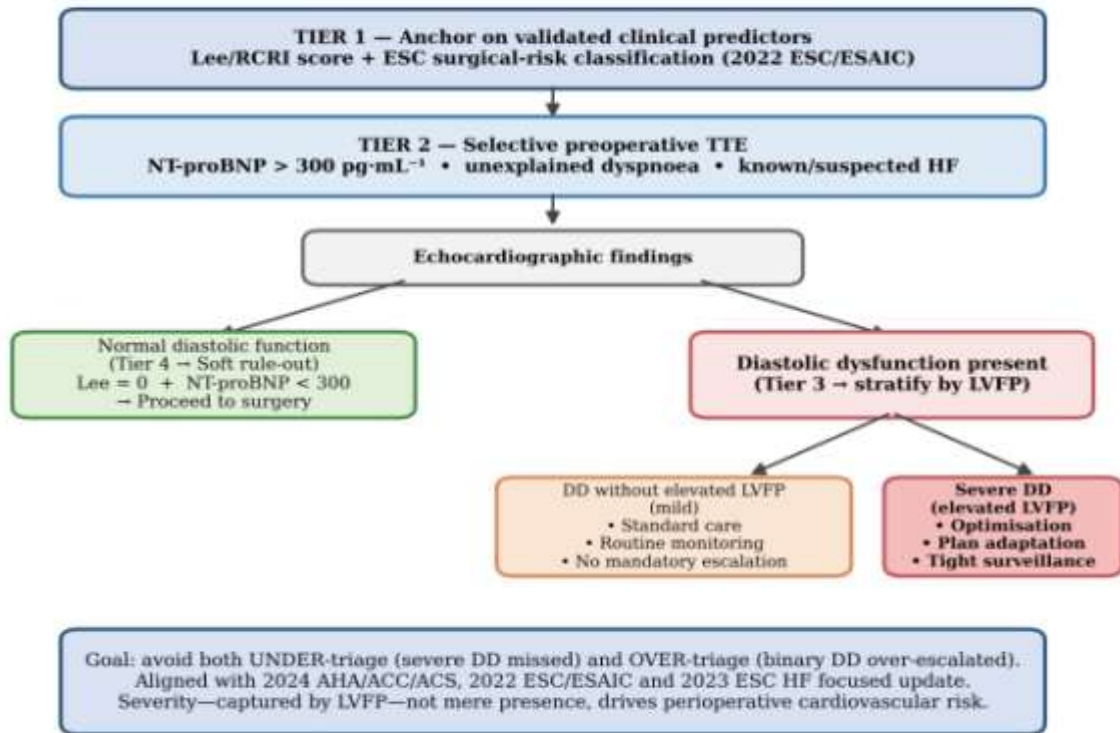 TIER 1 — Anchor on validated clinical predictors
Lee/RCRI score + ESC surgical-risk classification (2022 ESC/ESAIC)
TIER 2 — Selective preoperative TTE
NT-proBNP > 300 pg·mL⁻¹ • unexplained dyspnoea • known/suspected HF
Echocardiographic findings
Normal diastolic function
(Tier 4 → Soft rule-out)
Lee = 0 + NT-proBNP < 300
→ Proceed to surgery
Diastolic dysfunction present
(Tier 3 → stratify by LVFP)
DD without elevated LVFP
(mild)
• Standard care
• Routine monitoring
• No mandatory escalation
Severe DD
(elevated LVFP)
• Optimisation
• Plan adaptation
• Tight surveillance
Goal: avoid both UNDER-triage (severe DD missed) and OVER-triage (binary DD over-escalated).
Aligned with 2024 AHA/ACC/ACS, 2022 ESC/ESAIC and 2023 ESC HF focused update.
Severity—captured by LVFP—not mere presence, drives perioperative cardiovascular risk.